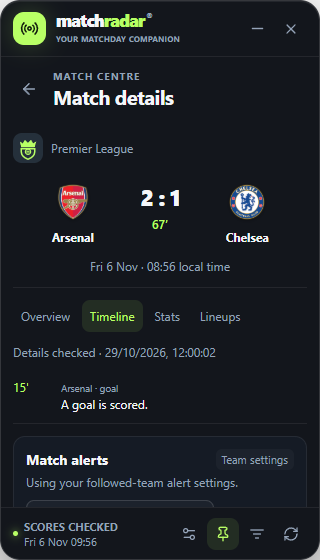 matchradar®
YOUR MATCHDAY COMPANION
MATCH CENTRE
Match details
Premier League
Arsenal
2 : 1
CHELSEA
67'
Arsenal
Chelsea
Fri 6 Nov · 08:56 local time
Overview
Timeline
Stats
Lineups
Details checked · 29/10/2026, 12:00:02
15'
Arsenal · goal
A goal is scored.
Match alerts
Team settings
Using your followed-team alert settings.
SCORES CHECKED
Fri 6 Nov 09:56